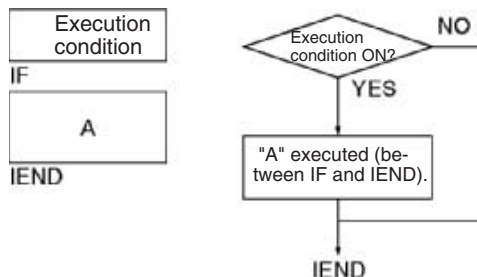 Execution
condition
IF
A
IEND
Execution
condition ON?
NO
YES
"A" executed (be-
tween IF and IEND).
IEND